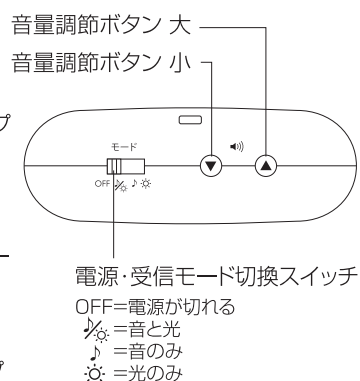 音量調節ボタン 大
音量調節ボタン 小
プ
モード
OFF ♪/☼ ♪ ☼
▼ ▲
電源・受信モード切換スイッチ
OFF=電源が切れる
♪/☼=音と光
♪=音のみ
☼=光のみ
プ